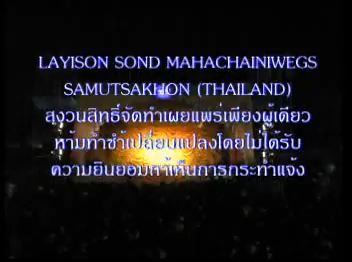 LAYISON SOND MAHACHAINIWEGS
SAMUTSAKHON (THAILAND)
สงวนสิทธิ์จัดทำเผยแพร่เพียงผู้เดียว
ห้ามทำซ้ำเปลี่ยนแปลงโดยไม่ได้รับ
ความยินยอมถ้าเห็นการกระทำแจ้ง